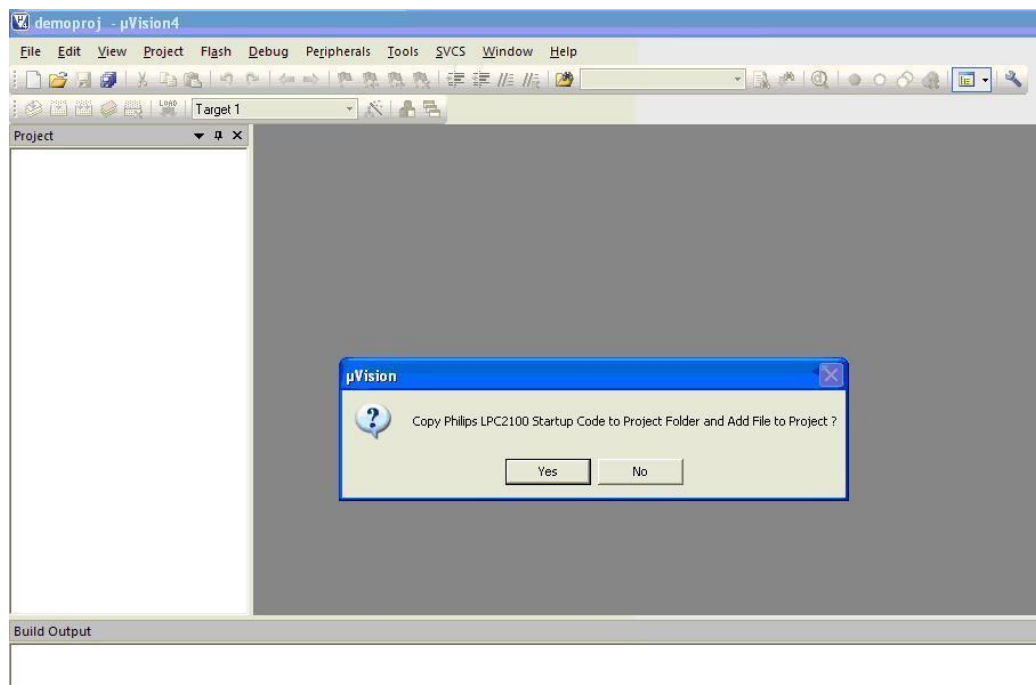 demoproj - µVision4
File Edit View Project Flash Debug Peripherals Tools SVCS Window Help
LOAD Target 1
Project
µVision
Copy Philips LPC2100 Startup Code to Project Folder and Add File to Project ?
Yes No
Build Output